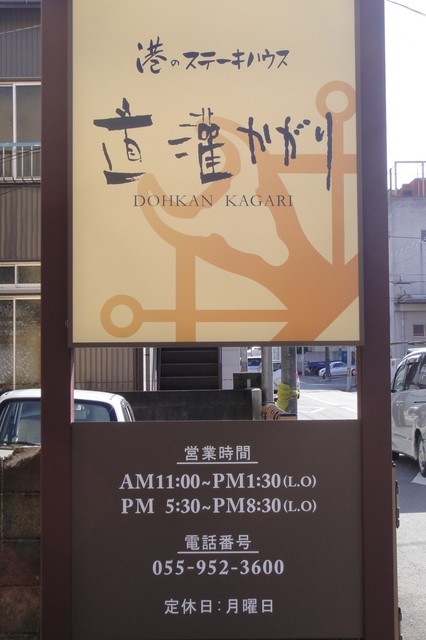 港のステーキハウス
直灌かがり
DOHKAN KAGARI
営業時間
AM11:00~PM1:30(L.O)
PM 5:30~PM8:30(L.O)
電話番号
055-952-3600
定休日:月曜日